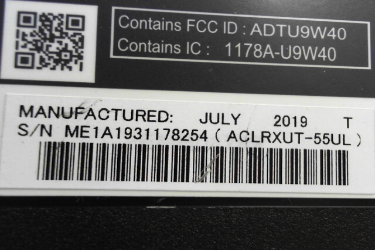 Contains FCC ID : ADTU9W40
Contains IC : 1178A-U9W40
MANUFACTURED: JULY 2019 T
S/N ME1A1931178254 ( ACLRXUT-55UL )